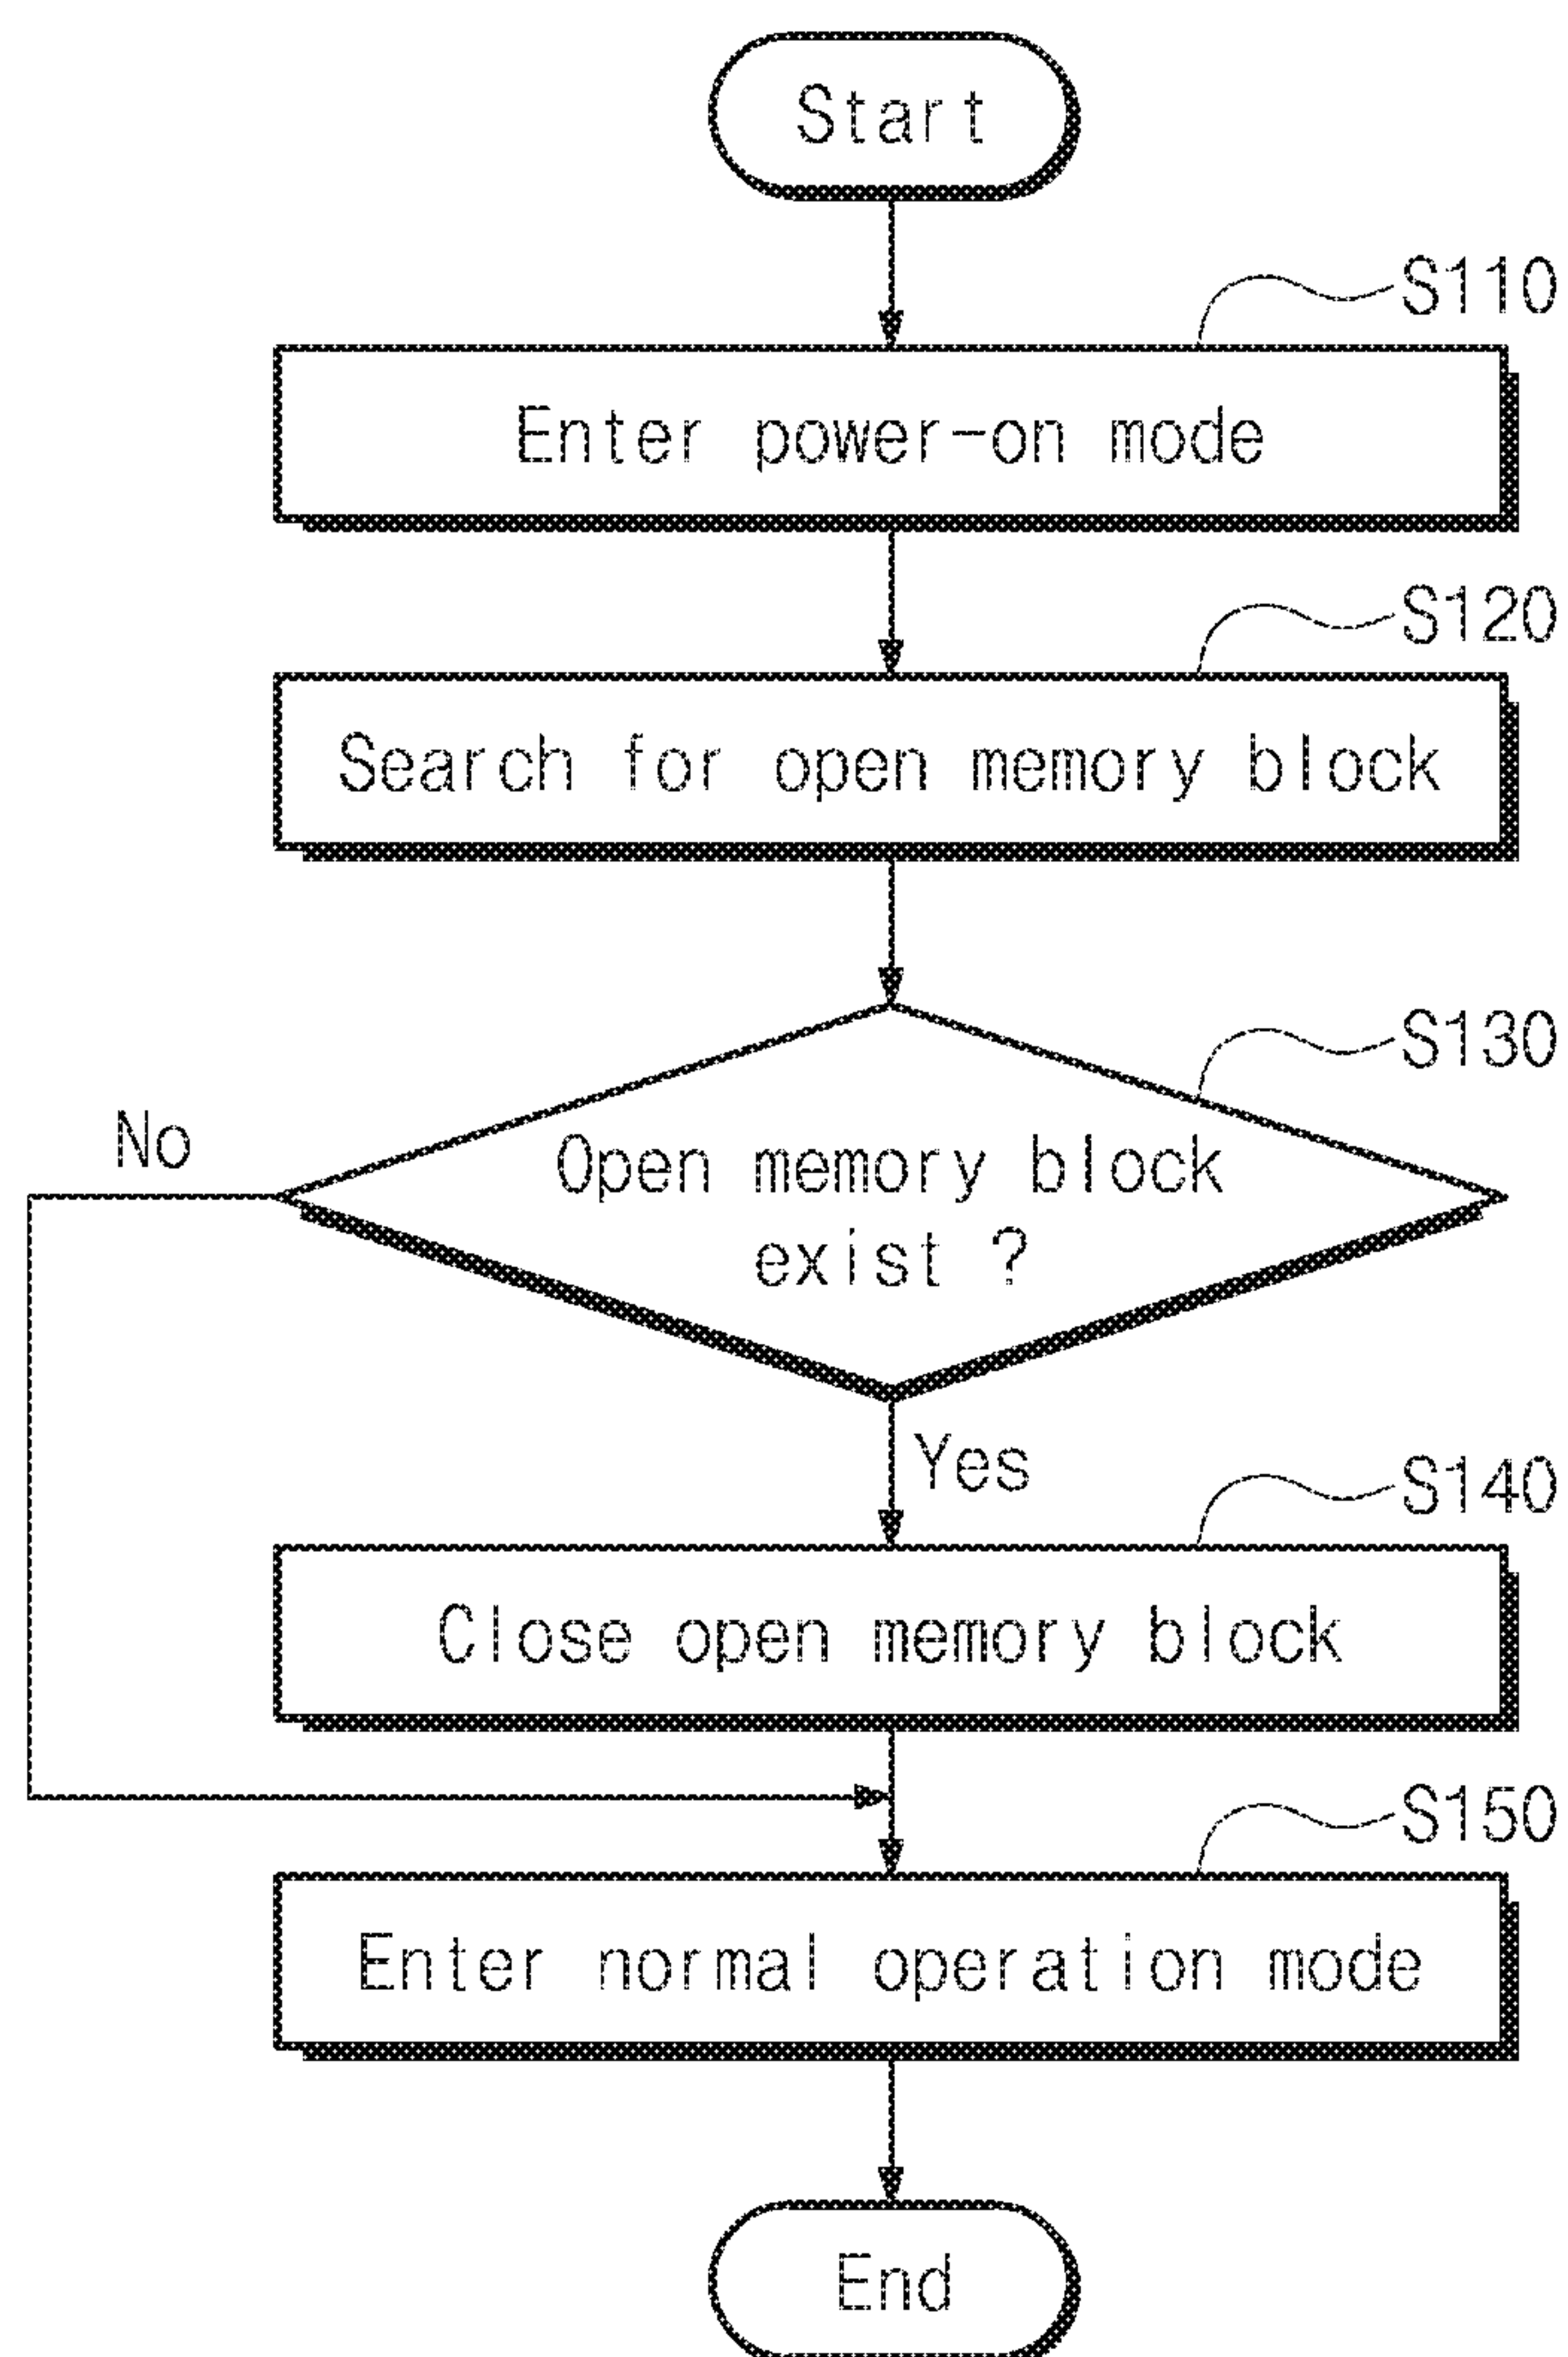 Start
S110
Enter power-on mode
S120
Search for open memory block
S130
No
Open memory block
exist ?
Yes
S140
Close open memory block
S150
Enter normal operation mode
End